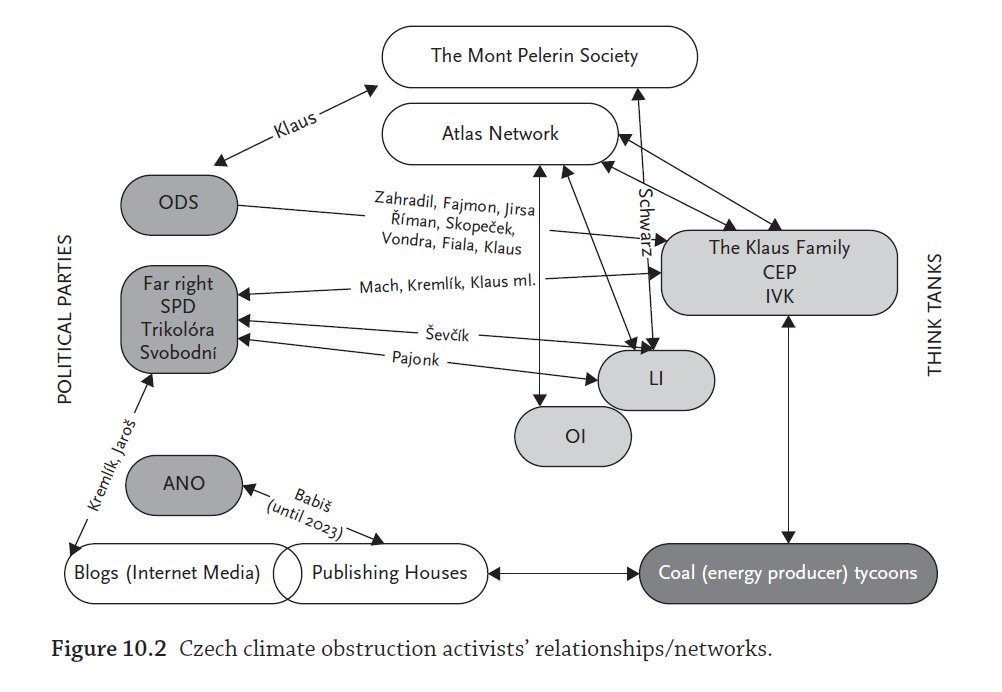 The Mont Pelerin Society
Klaus
Atlas Network
ODS
Zahradil, Fajmon, Jirsa
Říman, Skopeček,
Vondra, Fiala, Klaus
Schwarz
The Klaus Family
CEP
IVK
POLITICAL PARTIES
THINK TANKS
Far right
SPD
Trikolóra
Svobodní
Mach, Kremlík, Klaus ml.
Ševčík
Pajonk
LI
OI
Kremlík, Jaroš
ANO
Babiš
(until 2023)
Blogs (Internet Media)
Publishing Houses
Coal (energy producer) tycoons
Figure 10.2 Czech climate obstruction activists’ relationships/networks.